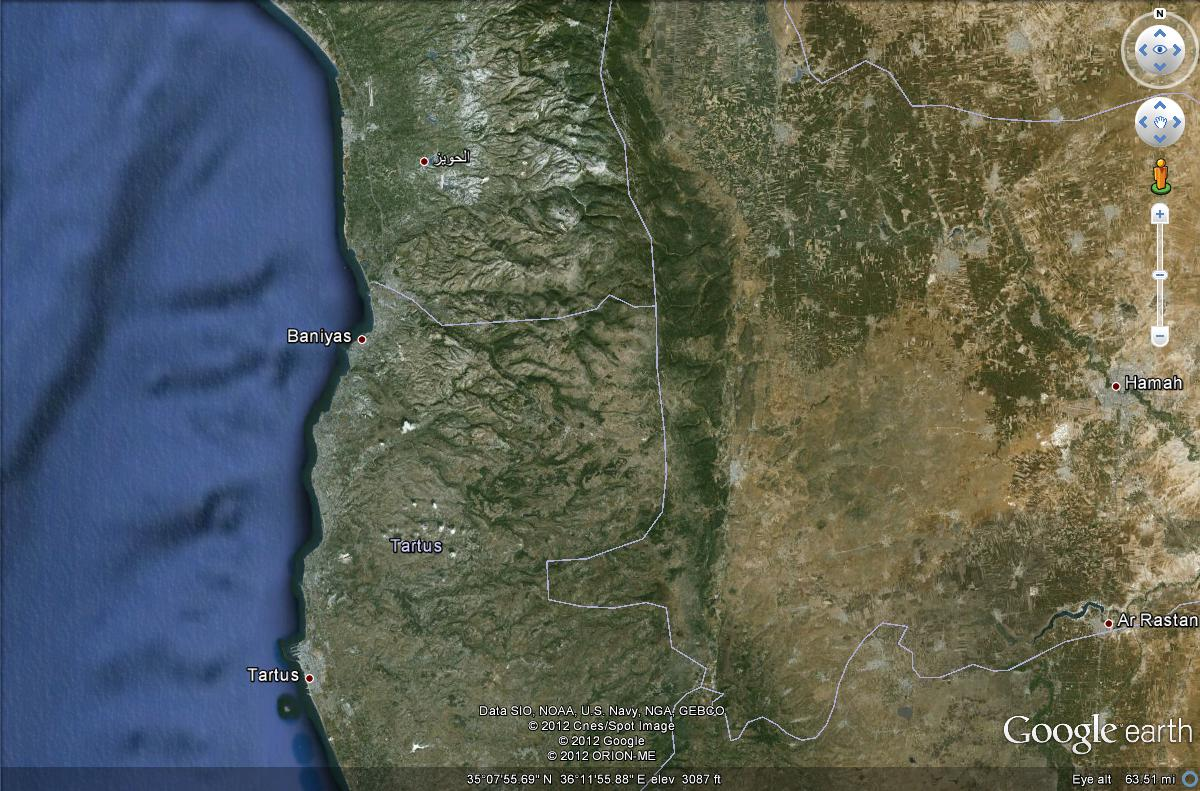 N
الحويز
Baniyas
Hamah
Tartus
Ar Rastan
Tartus
Data SIO, NOAA, U.S. Navy, NGA, GEBCO
© 2012 Cnes/Spot Image
© 2012 Google
© 2012 ORION-ME
Google earth
35°07'55.69" N 36°11'55.88" E elev 3087 ft
Eye alt 63.51 mi